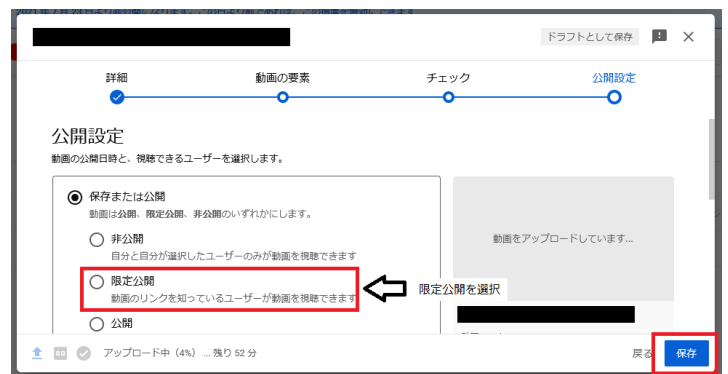 ドラフトとして保存
詳細
動画の要素
チェック
公開設定
公開設定
動画の公開日時と、視聴できるユーザーを選択します。
保存または公開
動画は公開、限定公開、非公開のいずれかにします。
非公開
自分と自分が選択したユーザーのみが動画を視聴できます
限定公開
動画のリンクを知っているユーザーが動画を視聴できます
公開
動画をアップロードしています...
限定公開を選択
アップロード中（4%）...残り 52 分
戻る
保存